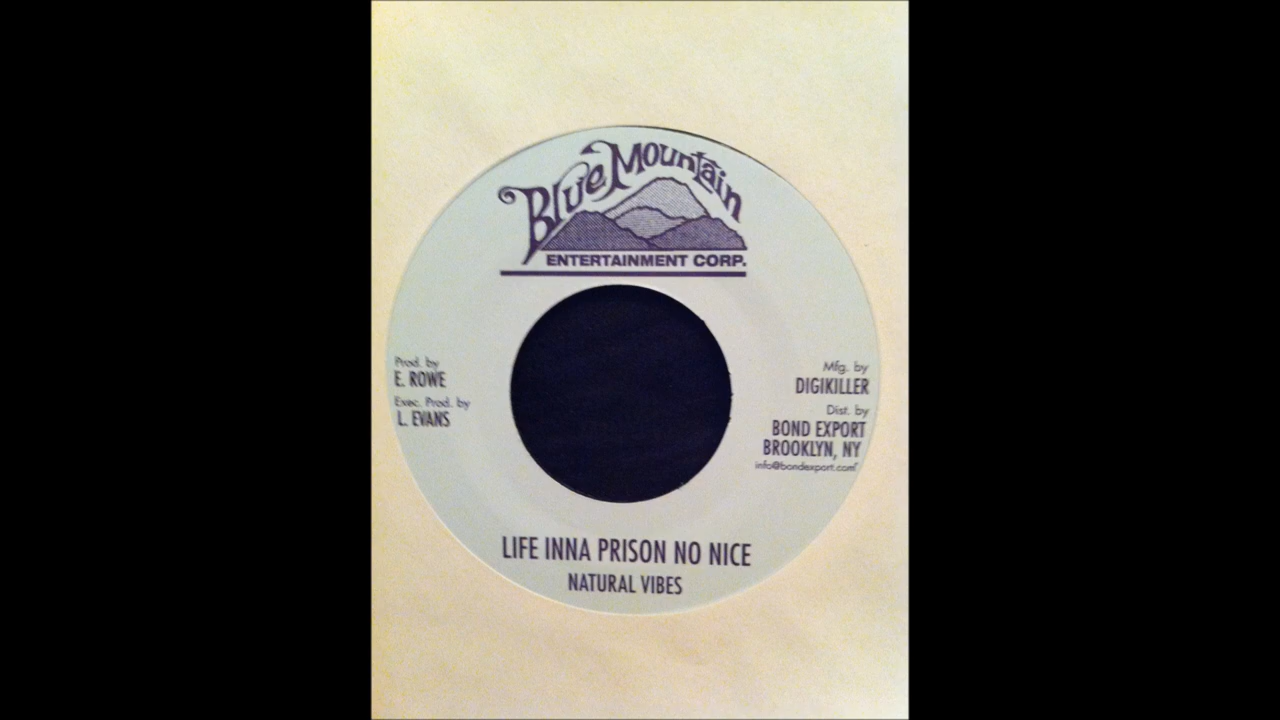 Blue Mountain
ENTERTAINMENT CORP.
Prod. by
E. ROWE
Exec. Prod. by
L. EVANS
Mfg. by
DIGIKILLER
Dist. by
BOND EXPORT
BROOKLYN, NY
info@bondexport.com
LIFE INNA PRISON NO NICE
NATURAL VIBES